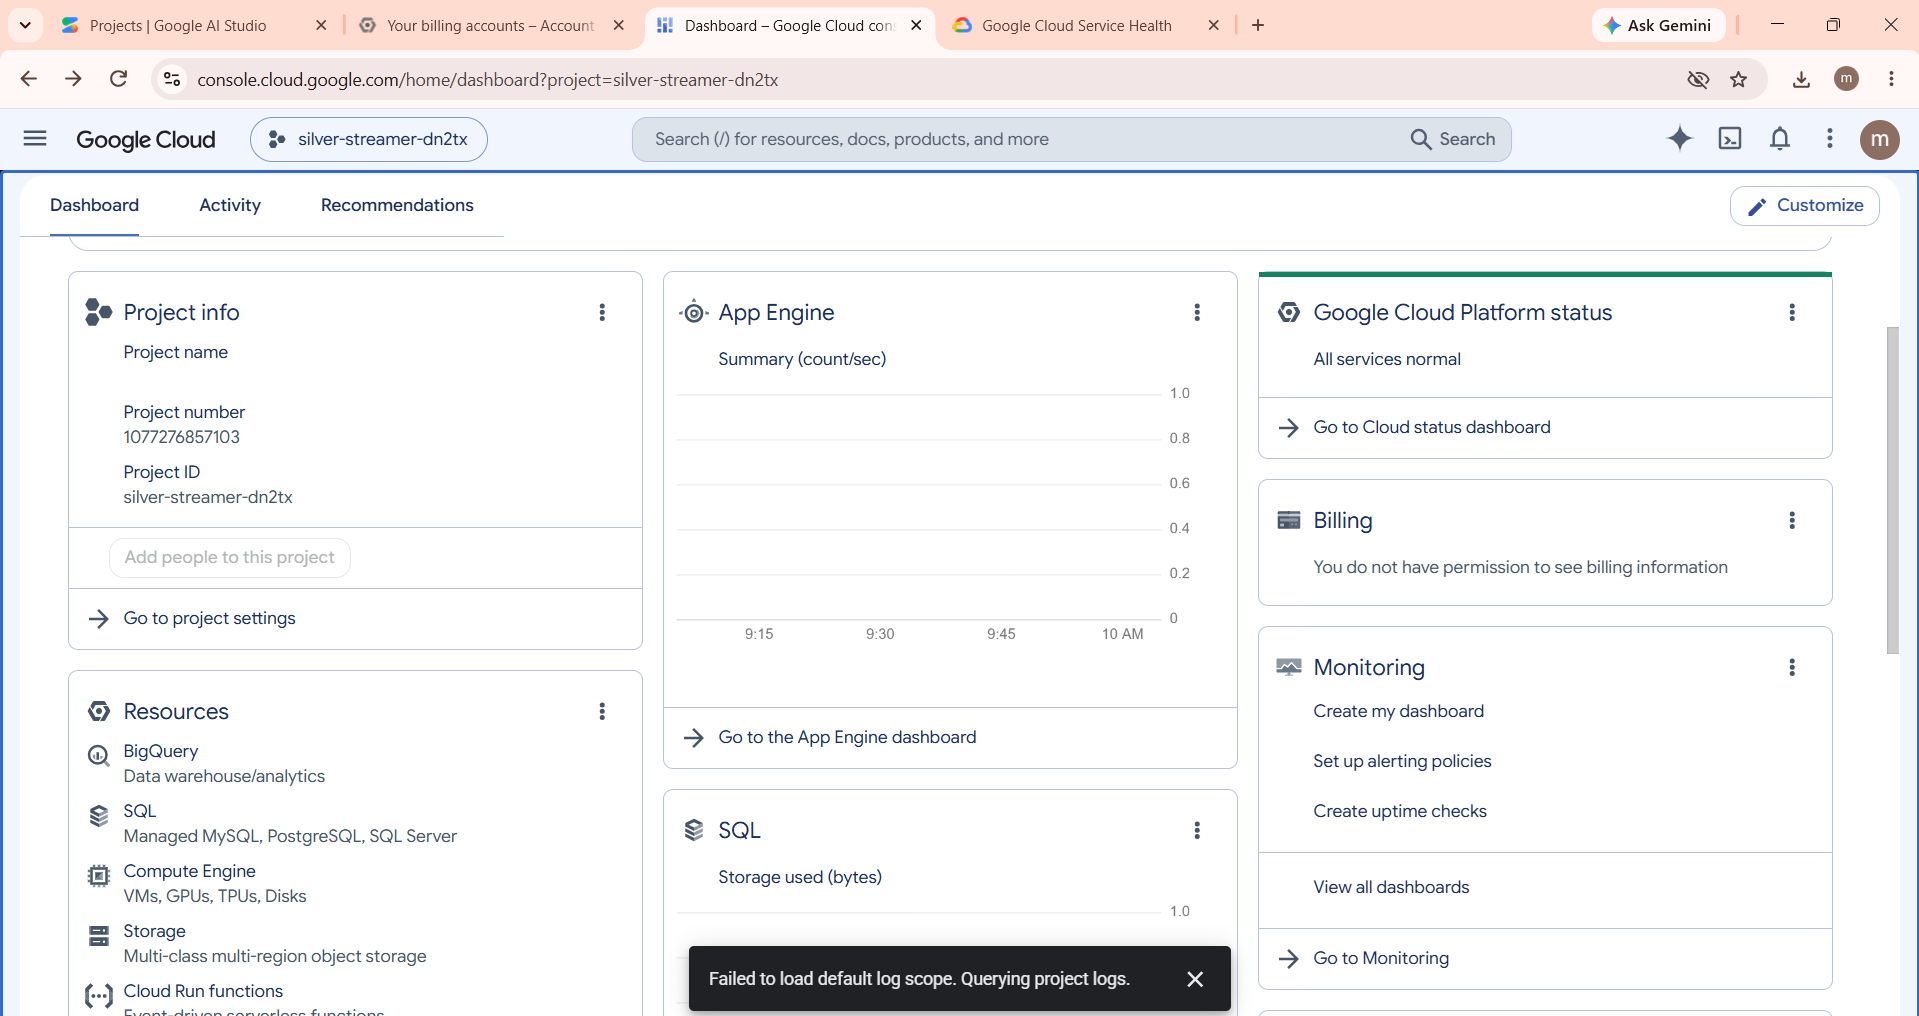 Projects | Google AI Studio
Your billing accounts – Account
Dashboard – Google Cloud con
Google Cloud Service Health
Ask Gemini
console.cloud.google.com/home/dashboard?project=silver-streamer-dn2tx
m
Google Cloud
silver-streamer-dn2tx
Search (/) for resources, docs, products, and more
Search
m
Dashboard
Activity
Recommendations
Customize
Project info
Project name
Project number
1077276857103
Project ID
silver-streamer-dn2tx
Add people to this project
Go to project settings
Resources
BigQuery
Data warehouse/analytics
SQL
Managed MySQL, PostgreSQL, SQL Server
Compute Engine
VMs, GPUs, TPUs, Disks
Storage
Multi-class multi-region object storage
Cloud Run functions
Event-driven serverless functions
App Engine
Summary (count/sec)
1.0
0.8
0.6
0.4
0.2
0
9:15
9:30
9:45
10 AM
Go to the App Engine dashboard
SQL
Storage used (bytes)
1.0
Failed to load default log scope. Querying project logs.
Google Cloud Platform status
All services normal
Go to Cloud status dashboard
Billing
You do not have permission to see billing information
Monitoring
Create my dashboard
Set up alerting policies
Create uptime checks
View all dashboards
Go to Monitoring